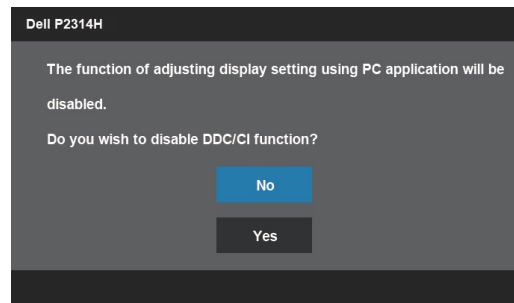 Dell P2314H
The function of adjusting display setting using PC application will be
disabled.
Do you wish to disable DDC/CI function?
No
Yes